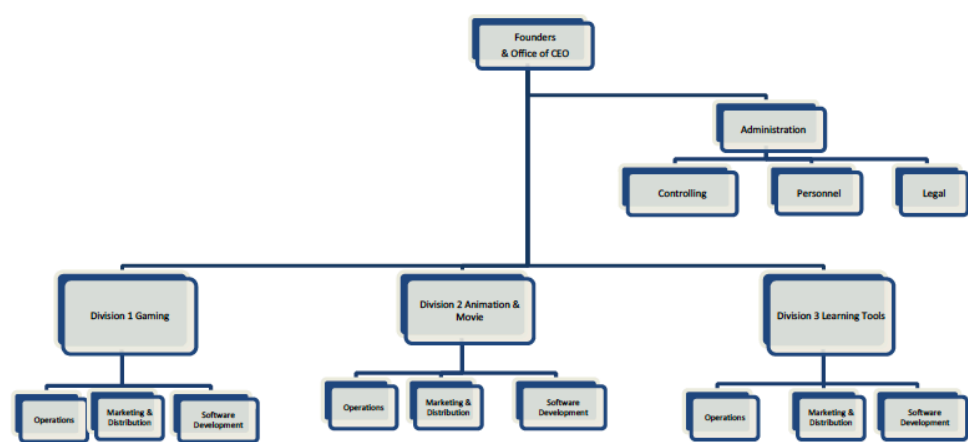 Founders
& Office of CEO
Administration
Controlling
Personnel
Legal
Division 1 Gaming
Division 2 Animation &
Movie
Division 3 Learning Tools
Operations
Marketing &
Distribution
Software
Development
Operations
Marketing &
Distribution
Software
Development
Operations
Marketing &
Distribution
Software
Development